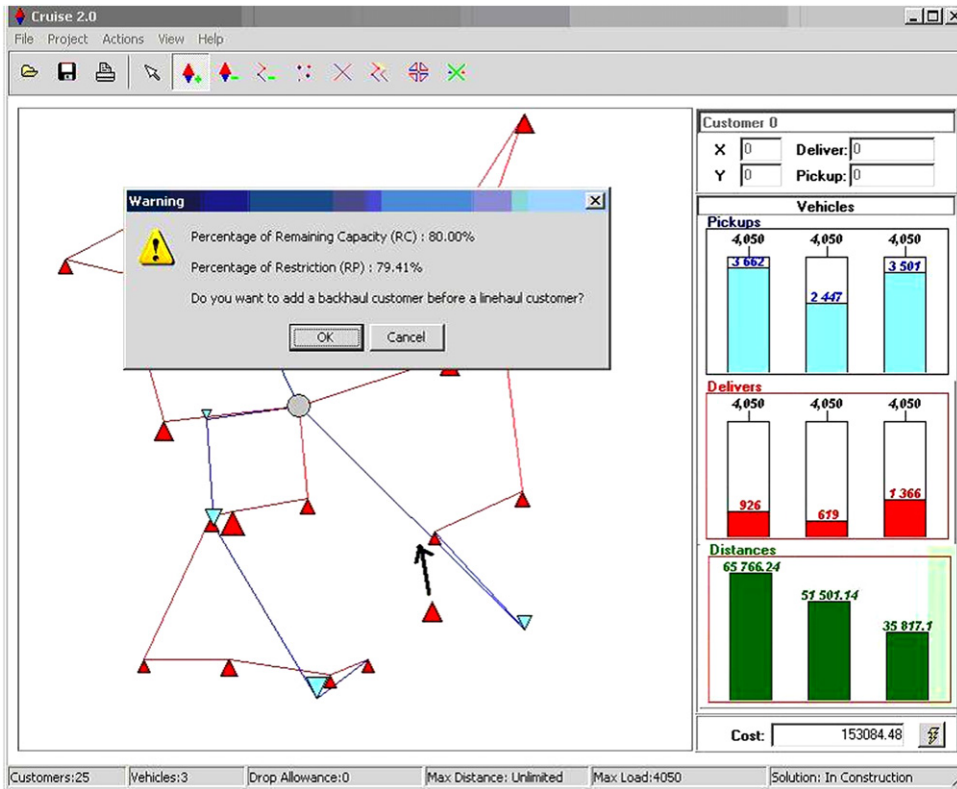 Cruise 2.0
File Project Actions View Help
Customer 0
X 0 Deliver: 0
Y 0 Pickup: 0
Vehicles
Pickups
4,050 4,050 4,050
3 662 2 447 3 501
Delivers
4,050 4,050 4,050
926 619 1 366
Distances
65 766.24 51 501.14 35 817.1
Cost: 153084.48
Warning
Percentage of Remaining Capacity (RC) : 80.00%
Percentage of Restriction (RP) : 79.41%
Do you want to add a backhaul customer before a linehaul customer?
OK Cancel
Customers:25 Vehicles:3 Drop Allowance:0 Max Distance: Unlimited Max Load:4050 Solution: In Construction